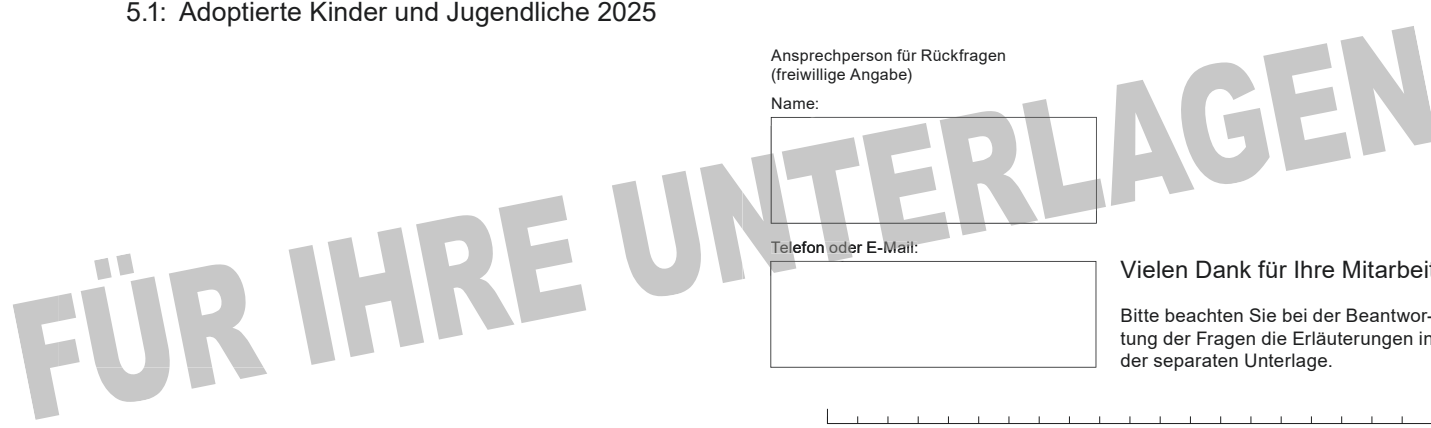 5.1: Adoptierte Kinder und Jugendliche 2025
Ansprechperson für Rückfragen
(freiwillige Angabe)
Name:
Telefon oder E-Mail:
Vielen Dank für Ihre Mitarbeit
Bitte beachten Sie bei der Beantwor-
tung der Fragen die Erläuterungen in
der separaten Unterlage.
FÜR IHRE UNTERLAGEN